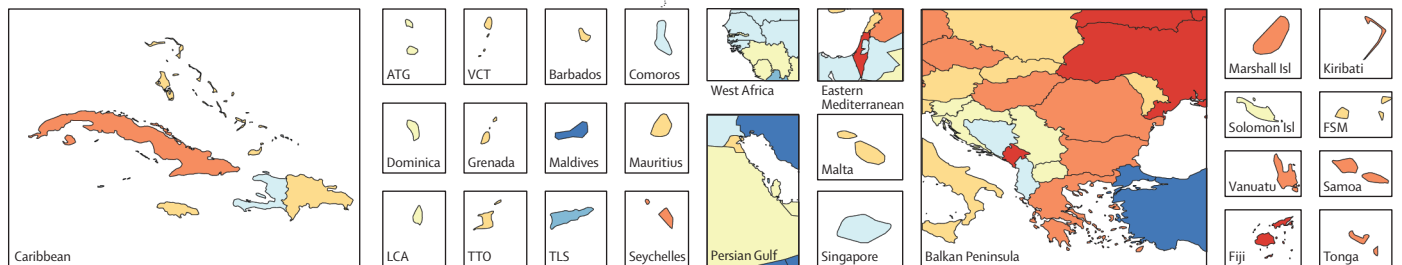 Caribbean
ATG
VCT
Barbados
Comoros
Dominica
Grenada
Maldives
Mauritius
LCA
TTO
TLS
Seychelles
West Africa
Eastern
Mediterranean
Persian Gulf
Malta
Singapore
Balkan Peninsula
Marshall Isl
Kiribati
Solomon Isl
FSM
Vanuatu
Samoa
Fiji
Tonga